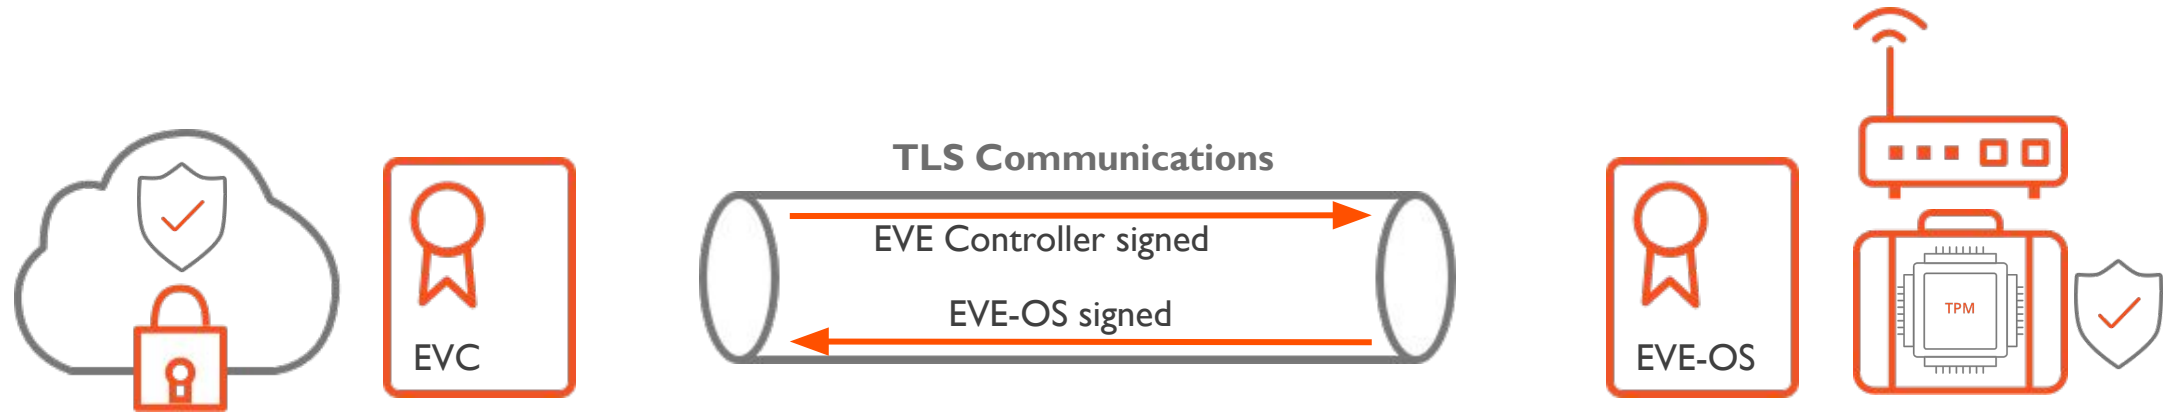 TLS Communications
EVE Controller signed
EVE-OS signed
EVC
EVE-OS
TPM